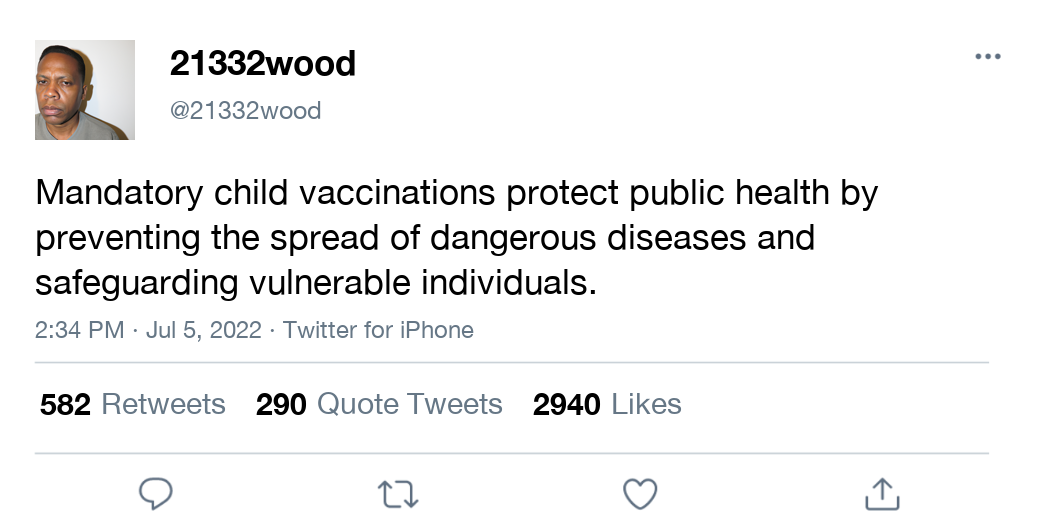 21332wood
@21332wood
Mandatory child vaccinations protect public health by
preventing the spread of dangerous diseases and
safeguarding vulnerable individuals.
2:34 PM · Jul 5, 2022 · Twitter for iPhone
582 Retweets 290 Quote Tweets 2940 Likes